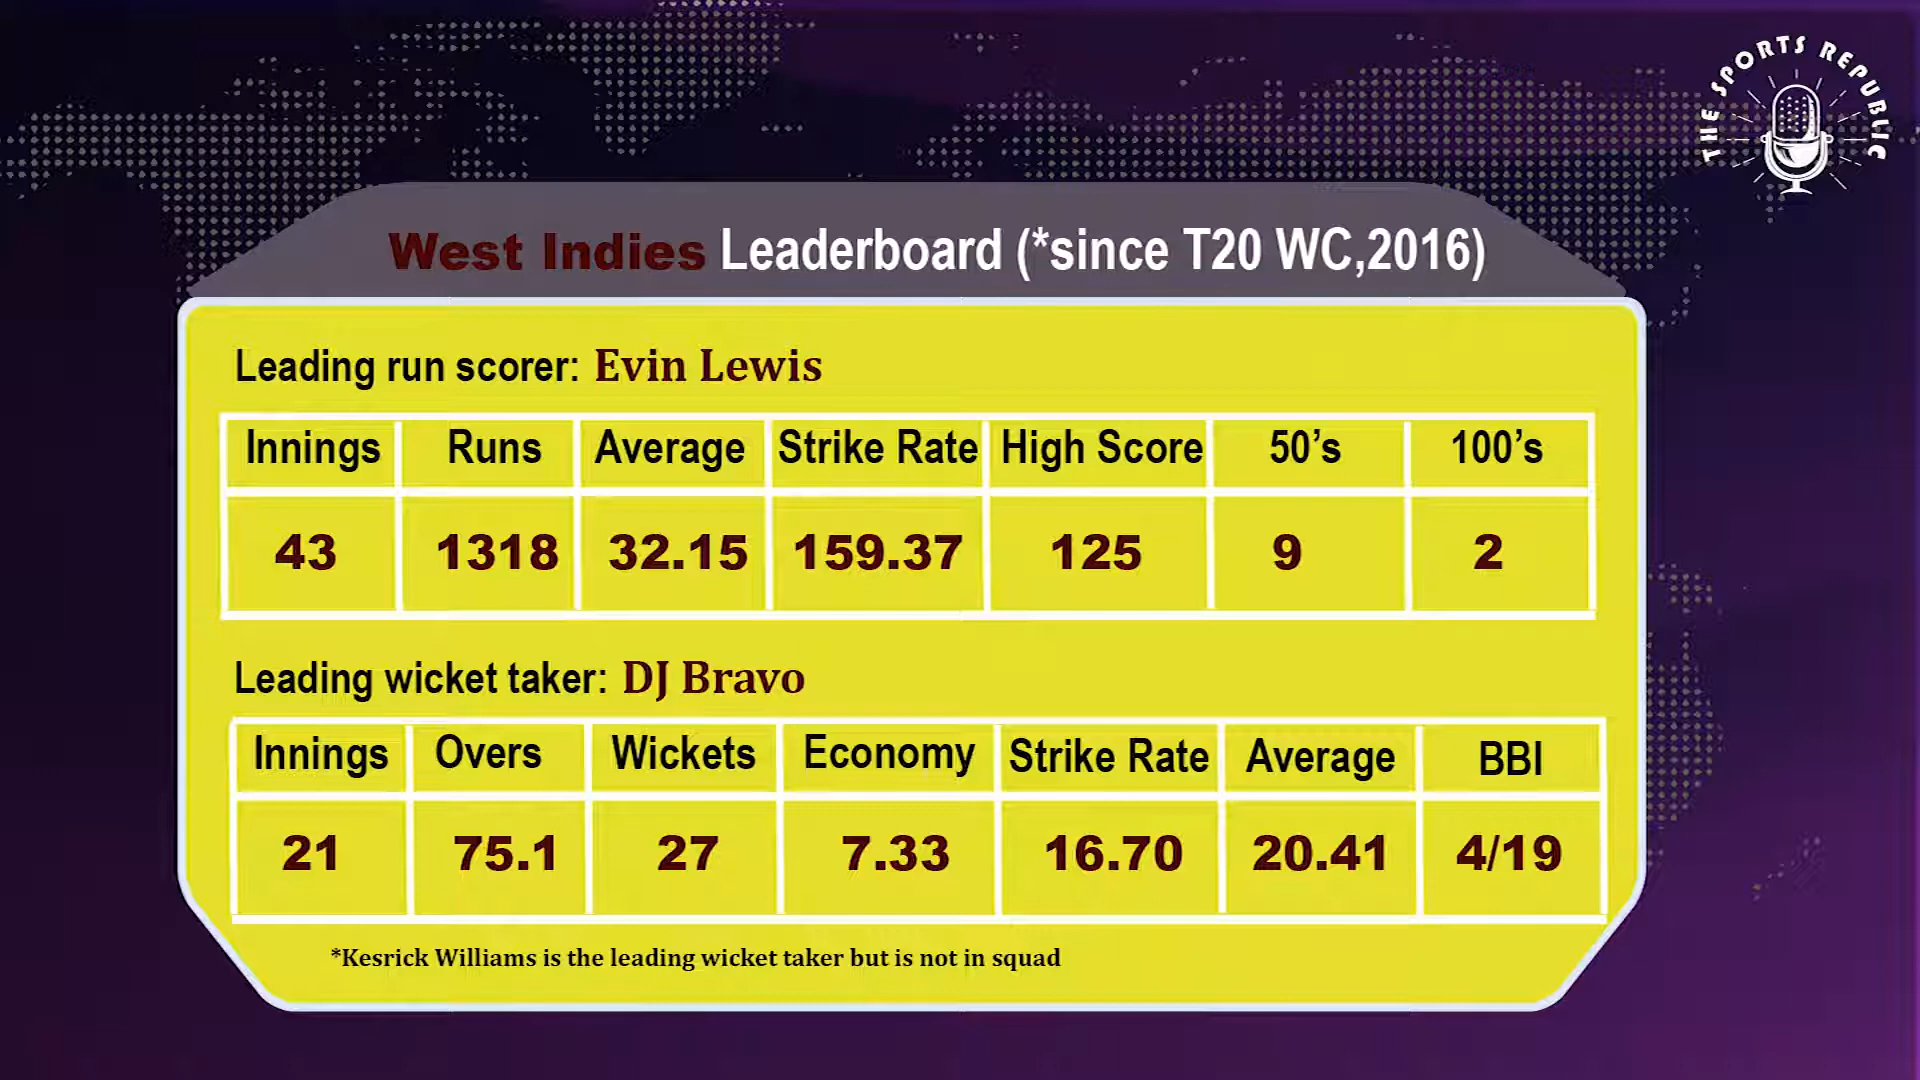 THE SPORTS REPUBLIC
West Indies Leaderboard (*since T20 WC,2016)
Leading run scorer: Evin Lewis
Innings Runs Average Strike Rate High Score 50’s 100’s
43 1318 32.15 159.37 125 9 2
Leading wicket taker: DJ Bravo
Innings Overs Wickets Economy Strike Rate Average BBI
21 75.1 27 7.33 16.70 20.41 4/19
*Kesrick Williams is the leading wicket taker but is not in squad